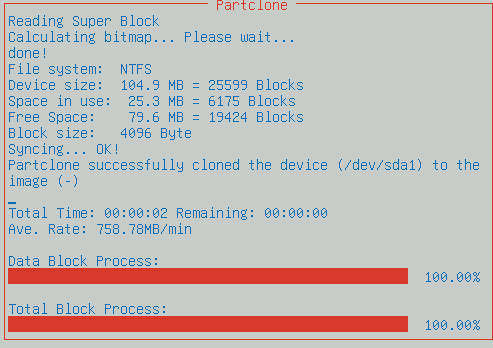 Partclone
Reading Super Block
Calculating bitmap... Please wait...
done!
File system:  NTFS
Device size:  104.9 MB = 25599 Blocks
Space in use:  25.3 MB = 6175 Blocks
Free Space:    79.6 MB = 19424 Blocks
Block size:   4096 Byte
Syncing... OK!
Partclone successfully cloned the device (/dev/sda1) to the
image (-)
Total Time: 00:00:02 Remaining: 00:00:00
Ave. Rate: 758.78MB/min
Data Block Process:
100.00%
Total Block Process:
100.00%